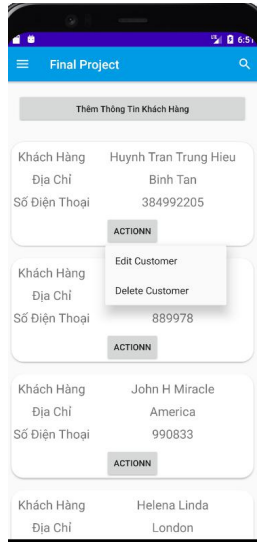 6:51
Final Project
Thêm Thông Tin Khách Hàng
Khách Hàng Huynh Tran Trung Hieu
Địa Chỉ Binh Tan
Số Điện Thoại 384992205
ACTIONN
Edit Customer
Delete Customer
Khách Hàng
Địa Chỉ
Số Điện Thoại 889978
ACTIONN
Khách Hàng John H Miracle
Địa Chỉ America
Số Điện Thoại 990833
ACTIONN
Khách Hàng Helena Linda
Địa Chỉ London